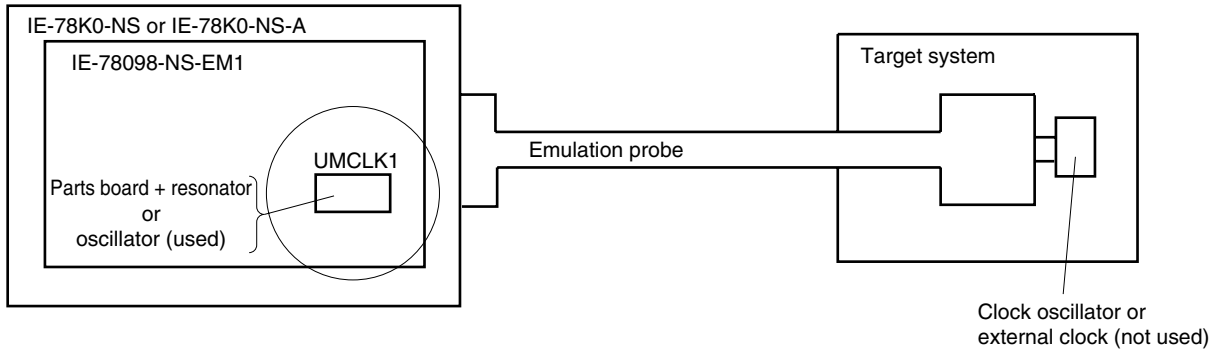 IE-78K0-NS or IE-78K0-NS-A
IE-78098-NS-EM1
UMCLK1
Parts board + resonator
or
oscillator (used)
Emulation probe
Target system
Clock oscillator or
external clock (not used)